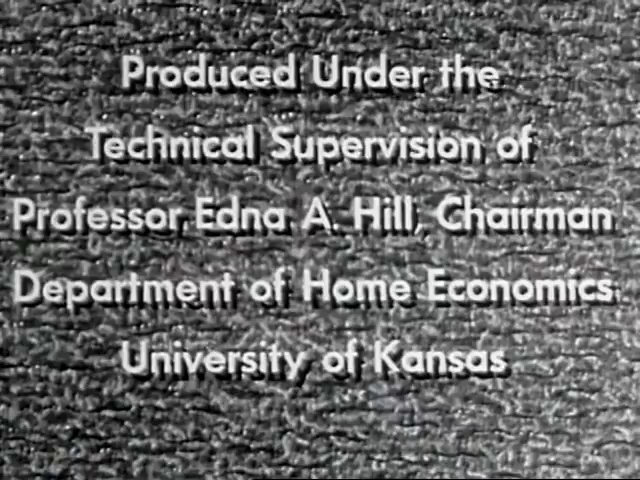 Produced Under the
Technical Supervision of
Professor Edna A. Hill, Chairman
Department of Home Economics
University of Kansas